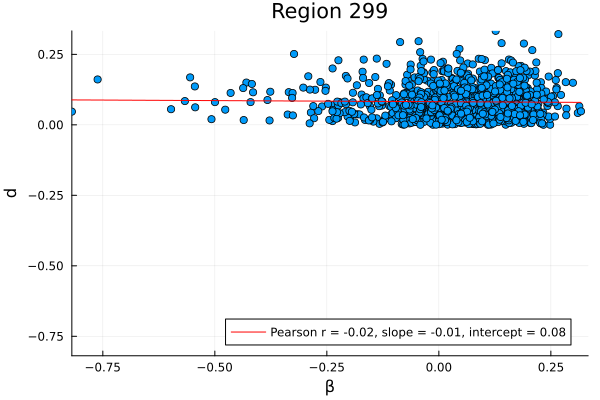 Region 299
0.25
0.00
−0.25
−0.50
−0.75
d
Pearson r = -0.02, slope = -0.01, intercept = 0.08
−0.75
−0.50
−0.25
0.00
0.25
β